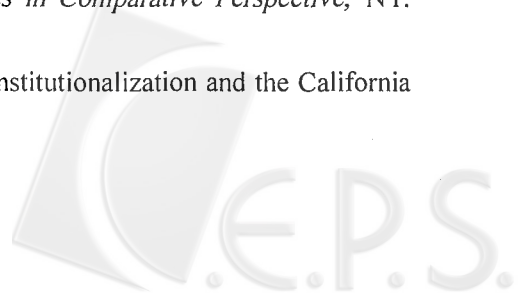 s in Comparative Perspective, NY:
nstitutionalization and the California
C.E.P.S.